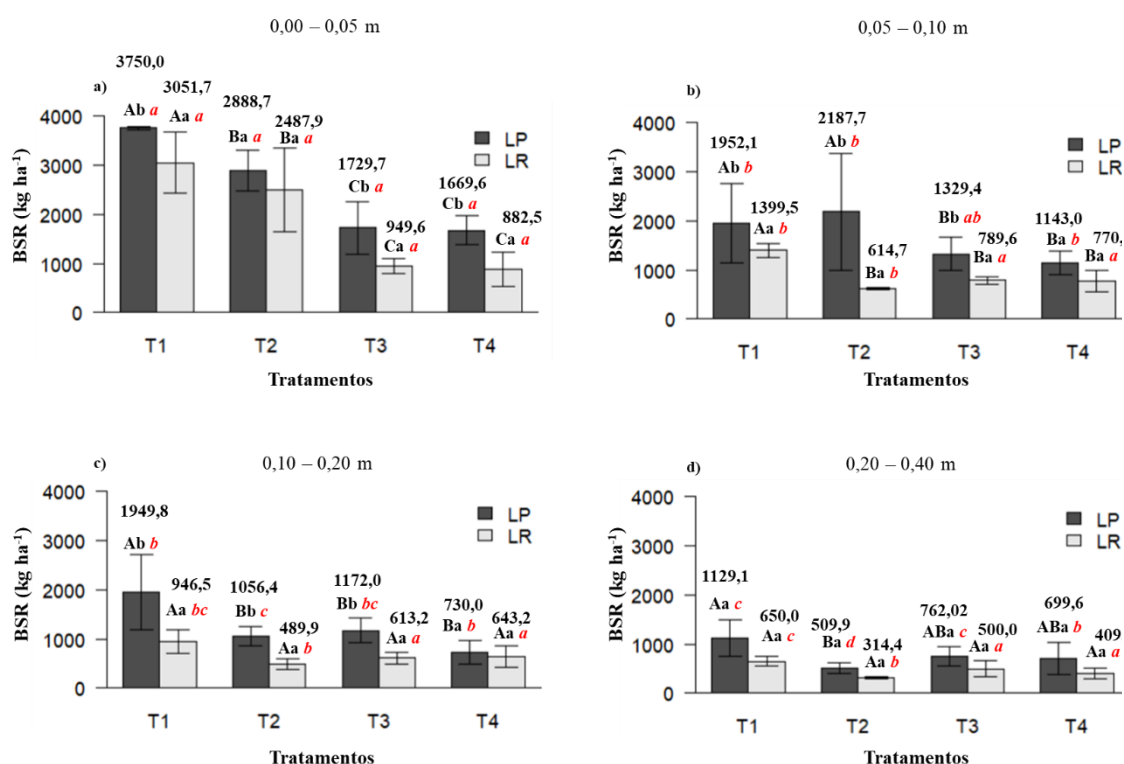 0,00 – 0,05 m
a)
3750,0
3051,7
2888,7
2487,9
1729,7
949,6
1669,6
882,5
Ab a
Aa a
Ba a
Ba a
Cb a
Ca a
Cb a
Ca a
LP
LR
BSR (kg ha⁻¹)
4000
3000
2000
1000
0
T1 T2 T3 T4
Tratamentos
0,05 – 0,10 m
b)
1952,1
1399,5
2187,7
614,7
1329,4
789,6
1143,0
770,
Ab b
Aa b
Ab b
Ba b
Bb ab
Ba a
Ba b
Ba a
LP
LR
BSR (kg ha⁻¹)
4000
3000
2000
1000
0
T1 T2 T3 T4
Tratamentos
c)
0,10 – 0,20 m
1949,8
946,5
1056,4
489,9
1172,0
613,2
730,0
643,2
Ab b
Aa bc
Bb c
Aa b
Bb bc
Aa a
Ba b
Aa a
LP
LR
BSR (kg ha⁻¹)
4000
3000
2000
1000
0
T1 T2 T3 T4
Tratamentos
d)
0,20 – 0,40 m
1129,1
650,0
509,9
314,4
762,02
500,0
699,6
409,
Aa c
Aa c
Ba d
Aa b
ABa c
Aa a
ABa b
Aa a
LP
LR
BSR (kg ha⁻¹)
4000
3000
2000
1000
0
T1 T2 T3 T4
Tratamentos